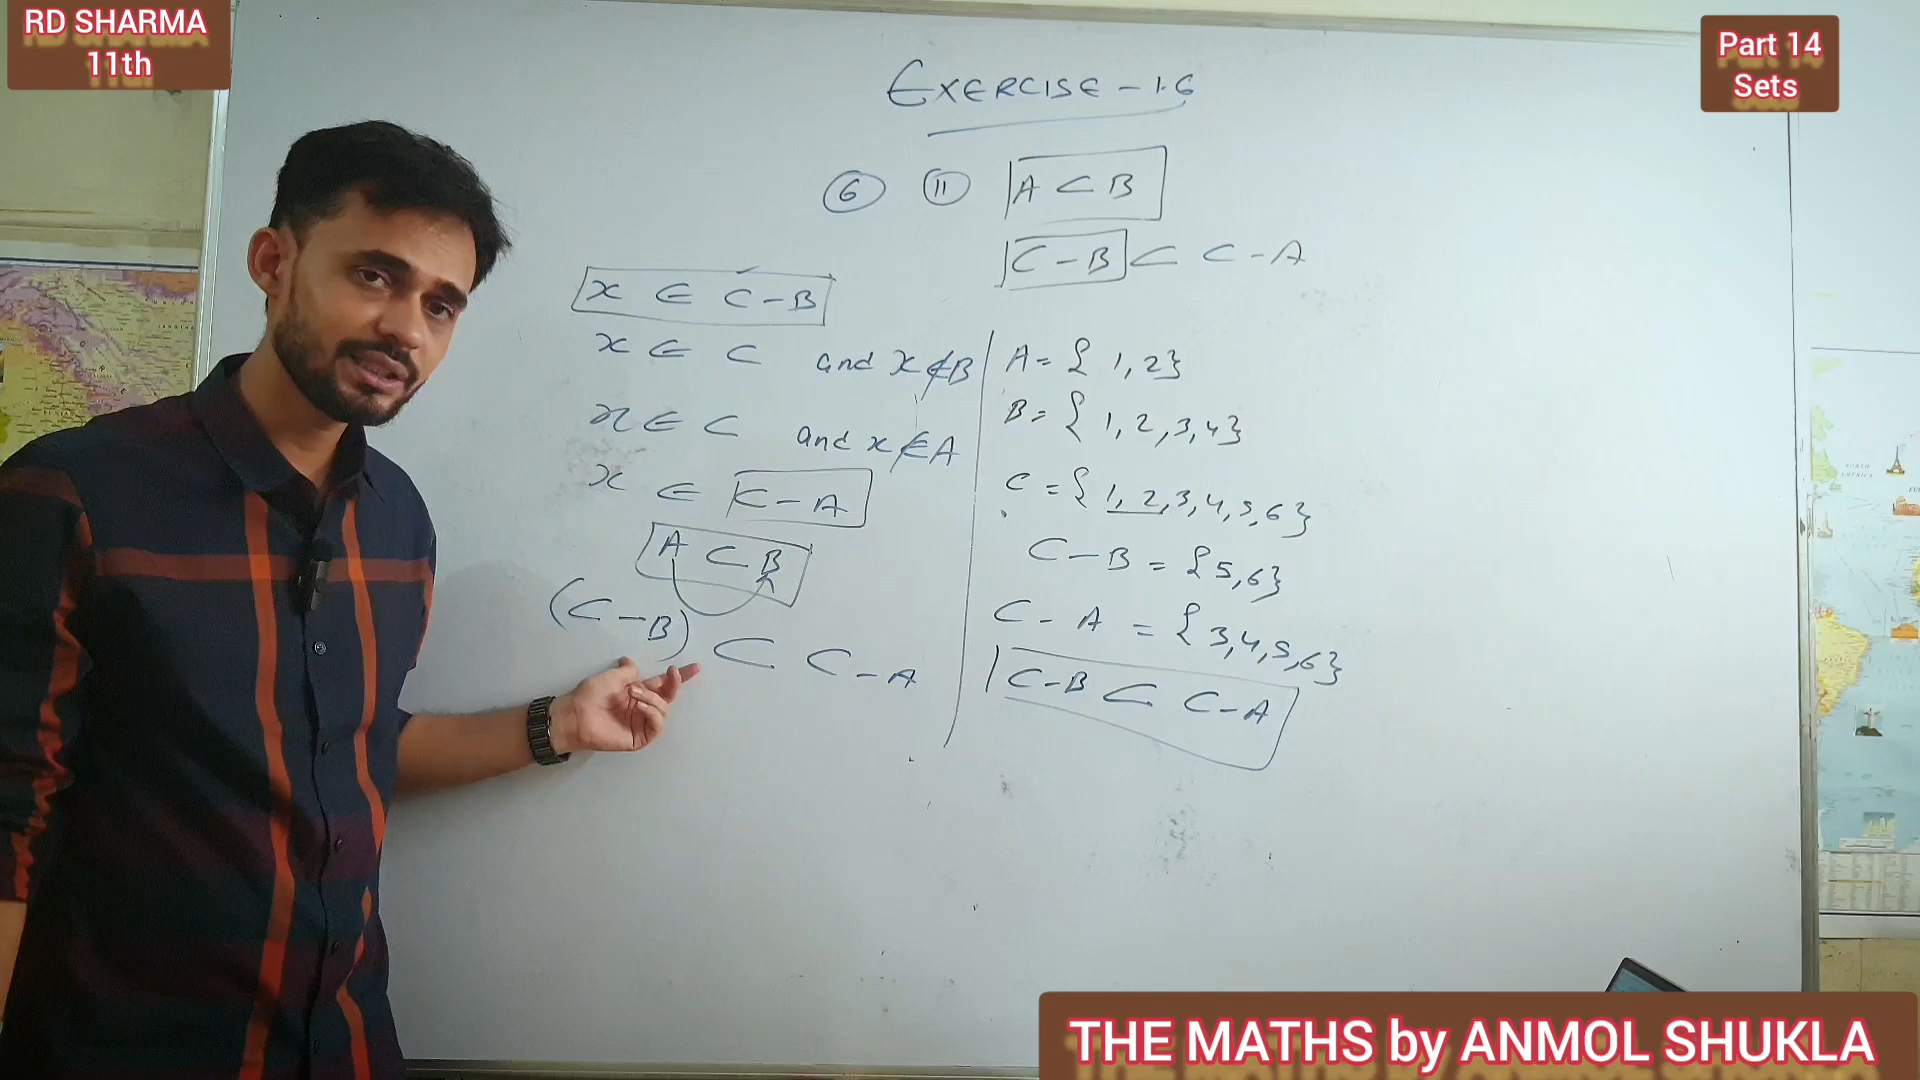 RD SHARMA
11th
Part 14
Sets
EXERCISE - 1.6
6 11 A ⊂ B
C - B ⊂ C - A
x ∈ C - B
x ∈ C and x ∉ B
x ∈ C and x ∉ A
x ∈ C - A
A ⊂ B
(C - B) ⊂ C - A
A = { 1, 2}
B = { 1, 2, 3, 4}
C = { 1, 2, 3, 4, 5, 6}
C - B = {5, 6}
C - A = {3, 4, 5, 6}
C - B ⊂ C - A
THE MATHS by ANMOL SHUKLA